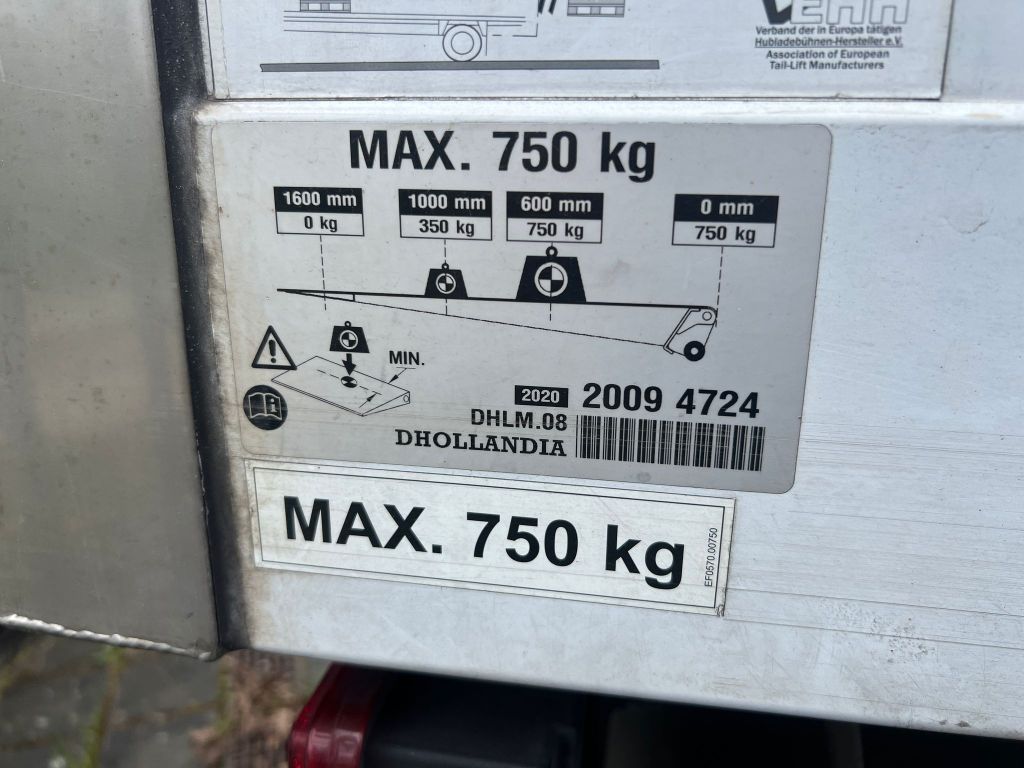 Verband der in Europa tätigen
Hubladebühnen-Hersteller e.V.
Association of European
Tail-Lift Manufacturers
MAX. 750 kg
1600 mm 1000 mm 600 mm 0 mm
0 kg 350 kg 750 kg 750 kg
MIN.
2020 2009 4724
DHLM.08
DHOLLANDIA
MAX. 750 kg
EF0570.00750